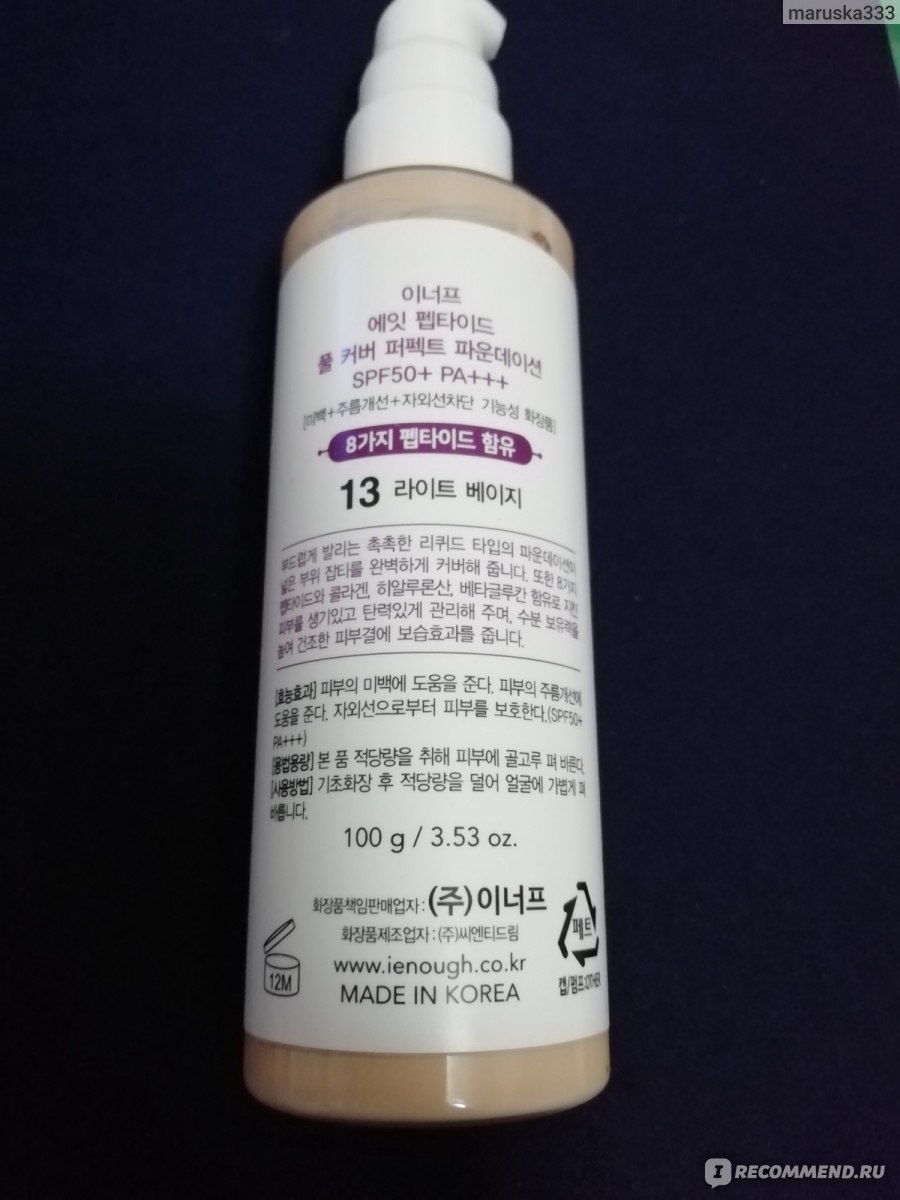 maruska333
이너프
에잇 펩타이드
풀 커버 퍼펙트 파운데이션
SPF50+ PA+++
[미백+주름개선+자외선차단 기능성 화장품]
8가지 펩타이드 함유
13 라이트 베이지
부드럽게 발리는 촉촉한 리퀴드 타입의 파운데이션이
넓은 부위 잡티를 완벽하게 커버해 줍니다. 또한 8가지
펩타이드와 콜라겐, 히알루론산, 베타글루칸 함유로 지친
피부를 생기있고 탄력있게 관리해 주며, 수분 보유력을
높여 건조한 피부결에 보습효과를 줍니다.
[효능효과] 피부의 미백에 도움을 준다. 피부의 주름개선에
도움을 준다. 자외선으로부터 피부를 보호한다.(SPF50+
PA+++)
[용법용량] 본 품 적당량을 취해 피부에 골고루 펴 바른다.
[사용방법] 기초화장 후 적당량을 덜어 얼굴에 가볍게 펴
바릅니다.
100 g / 3.53 oz.
화장품책임판매업자 : (주)이너프
화장품제조업자 : (주)씨엔티드림
www.ienough.co.kr
MADE IN KOREA
12M
페트
캡/펌프:OTHER
IRECOMMEND.RU